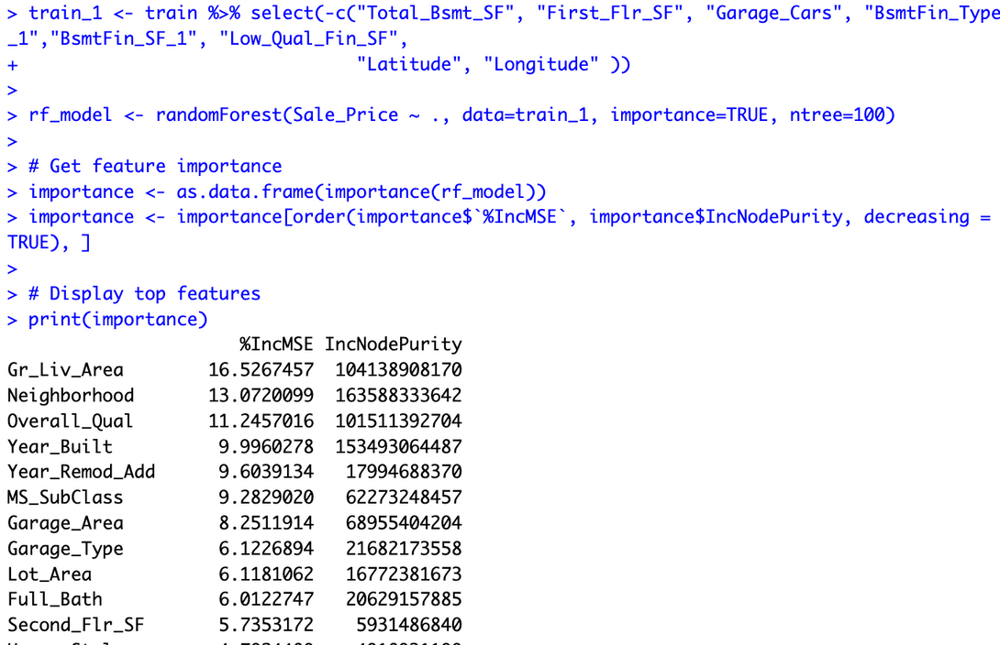 > train_1 <- train %>% select(-c("Total_Bsmt_SF", "First_Flr_SF", "Garage_Cars", "BsmtFin_Type
_1","BsmtFin_SF_1", "Low_Qual_Fin_SF",
+                                "Latitude", "Longitude" ))
>
> rf_model <- randomForest(Sale_Price ~ ., data=train_1, importance=TRUE, ntree=100)
>
> # Get feature importance
> importance <- as.data.frame(importance(rf_model))
> importance <- importance[order(importance$`%IncMSE`, importance$IncNodePurity, decreasing =
TRUE), ]
>
> # Display top features
> print(importance)
%IncMSE IncNodePurity
Gr_Liv_Area 16.5267457 104138908170
Neighborhood 13.0720099 163588333642
Overall_Qual 11.2457016 101511392704
Year_Built 9.9960278 153493064487
Year_Remod_Add 9.6039134 17994688370
MS_SubClass 9.2829020 62273248457
Garage_Area 8.2511914 68955404204
Garage_Type 6.1226894 21682173558
Lot_Area 6.1181062 16772381673
Full_Bath 6.0122747 20629157885
Second_Flr_SF 5.7353172 5931486840